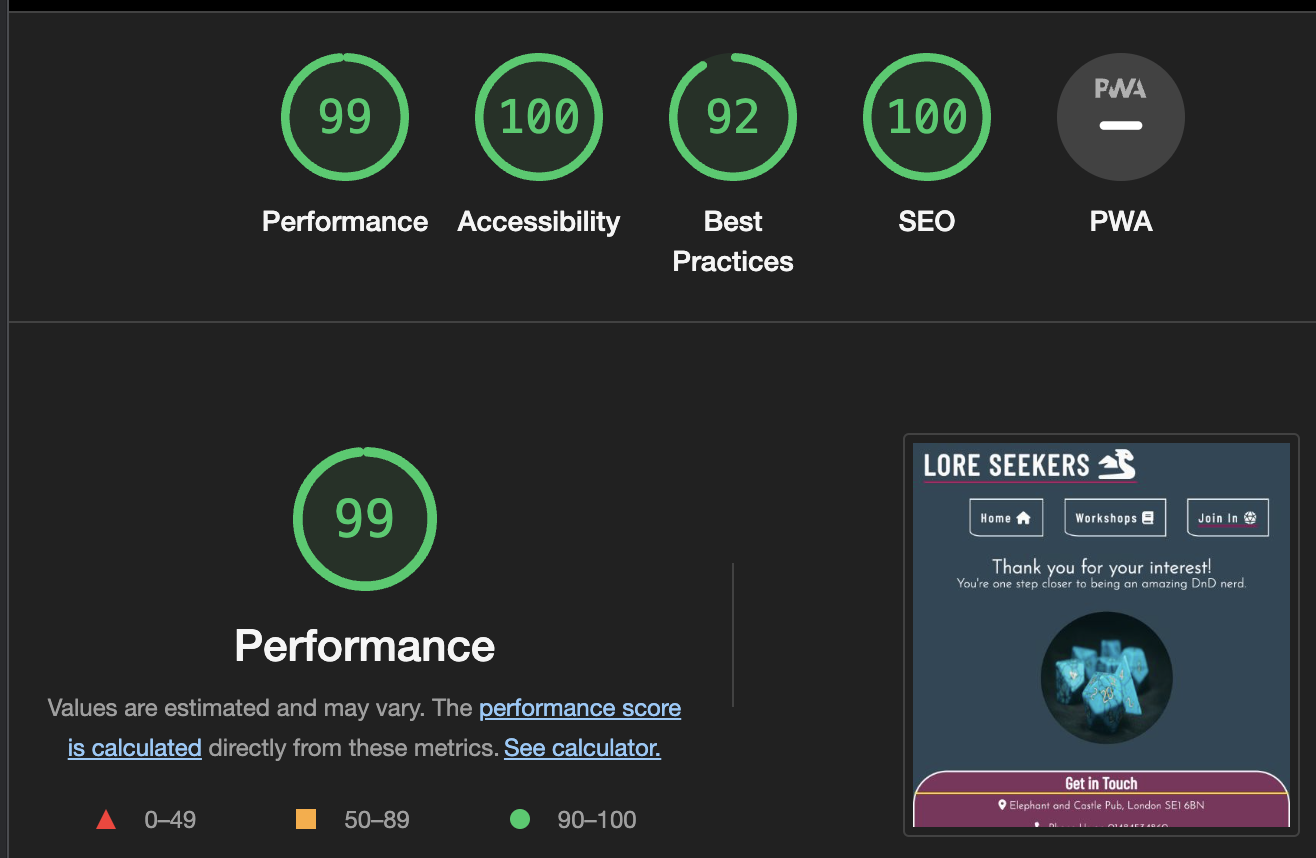 99
100
92
100
PWA
Performance
Accessibility
Best
Practices
SEO
PWA
99
Performance
Values are estimated and may vary. The performance score
is calculated directly from these metrics. See calculator.
0–49
50–89
90–100
LORE SEEKERS
Home
Workshops
Join In
Thank you for your interest!
You're one step closer to being an amazing DnD nerd.
Get in Touch
Elephant and Castle Pub, London SE1 6BN